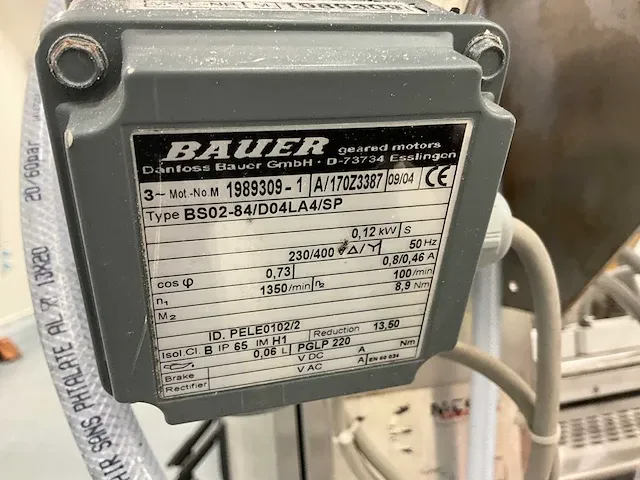 BAUER geared motors
Danfoss Bauer GmbH · D-73734 Esslingen
3~ Mot.-No.M 1989309-1 A/170Z3387 09/04 CE
Type BS02-84/D04LA4/SP
0,12 kW S
230/400 V Δ/Y 50 Hz
cos φ 0,73 0,8/0,46 A
n1 1350/min n2 100/min
M2 8,9 Nm
ID. PELE0102/2 Reduction 13,50
Isol.Cl. B IP 65 IM H1 0,06 L PGLP 220 Nm
Brake V DC A EN 60 034
Rectifier V AC A
20/60bar
13X20
SONS PHTALATE AL